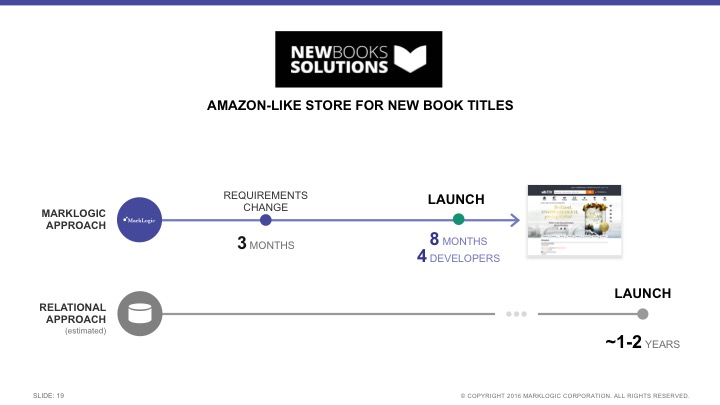 NEWBOOKS
SOLUTIONS
AMAZON-LIKE STORE FOR NEW BOOK TITLES
MARKLOGIC
APPROACH
MarkLogic
REQUIREMENTS
CHANGE
3 MONTHS
LAUNCH
8 MONTHS
4 DEVELOPERS
RELATIONAL
APPROACH
(estimated)
LAUNCH
~1-2 YEARS
SLIDE: 19
© COPYRIGHT 2016 MARKLOGIC CORPORATION. ALL RIGHTS RESERVED.